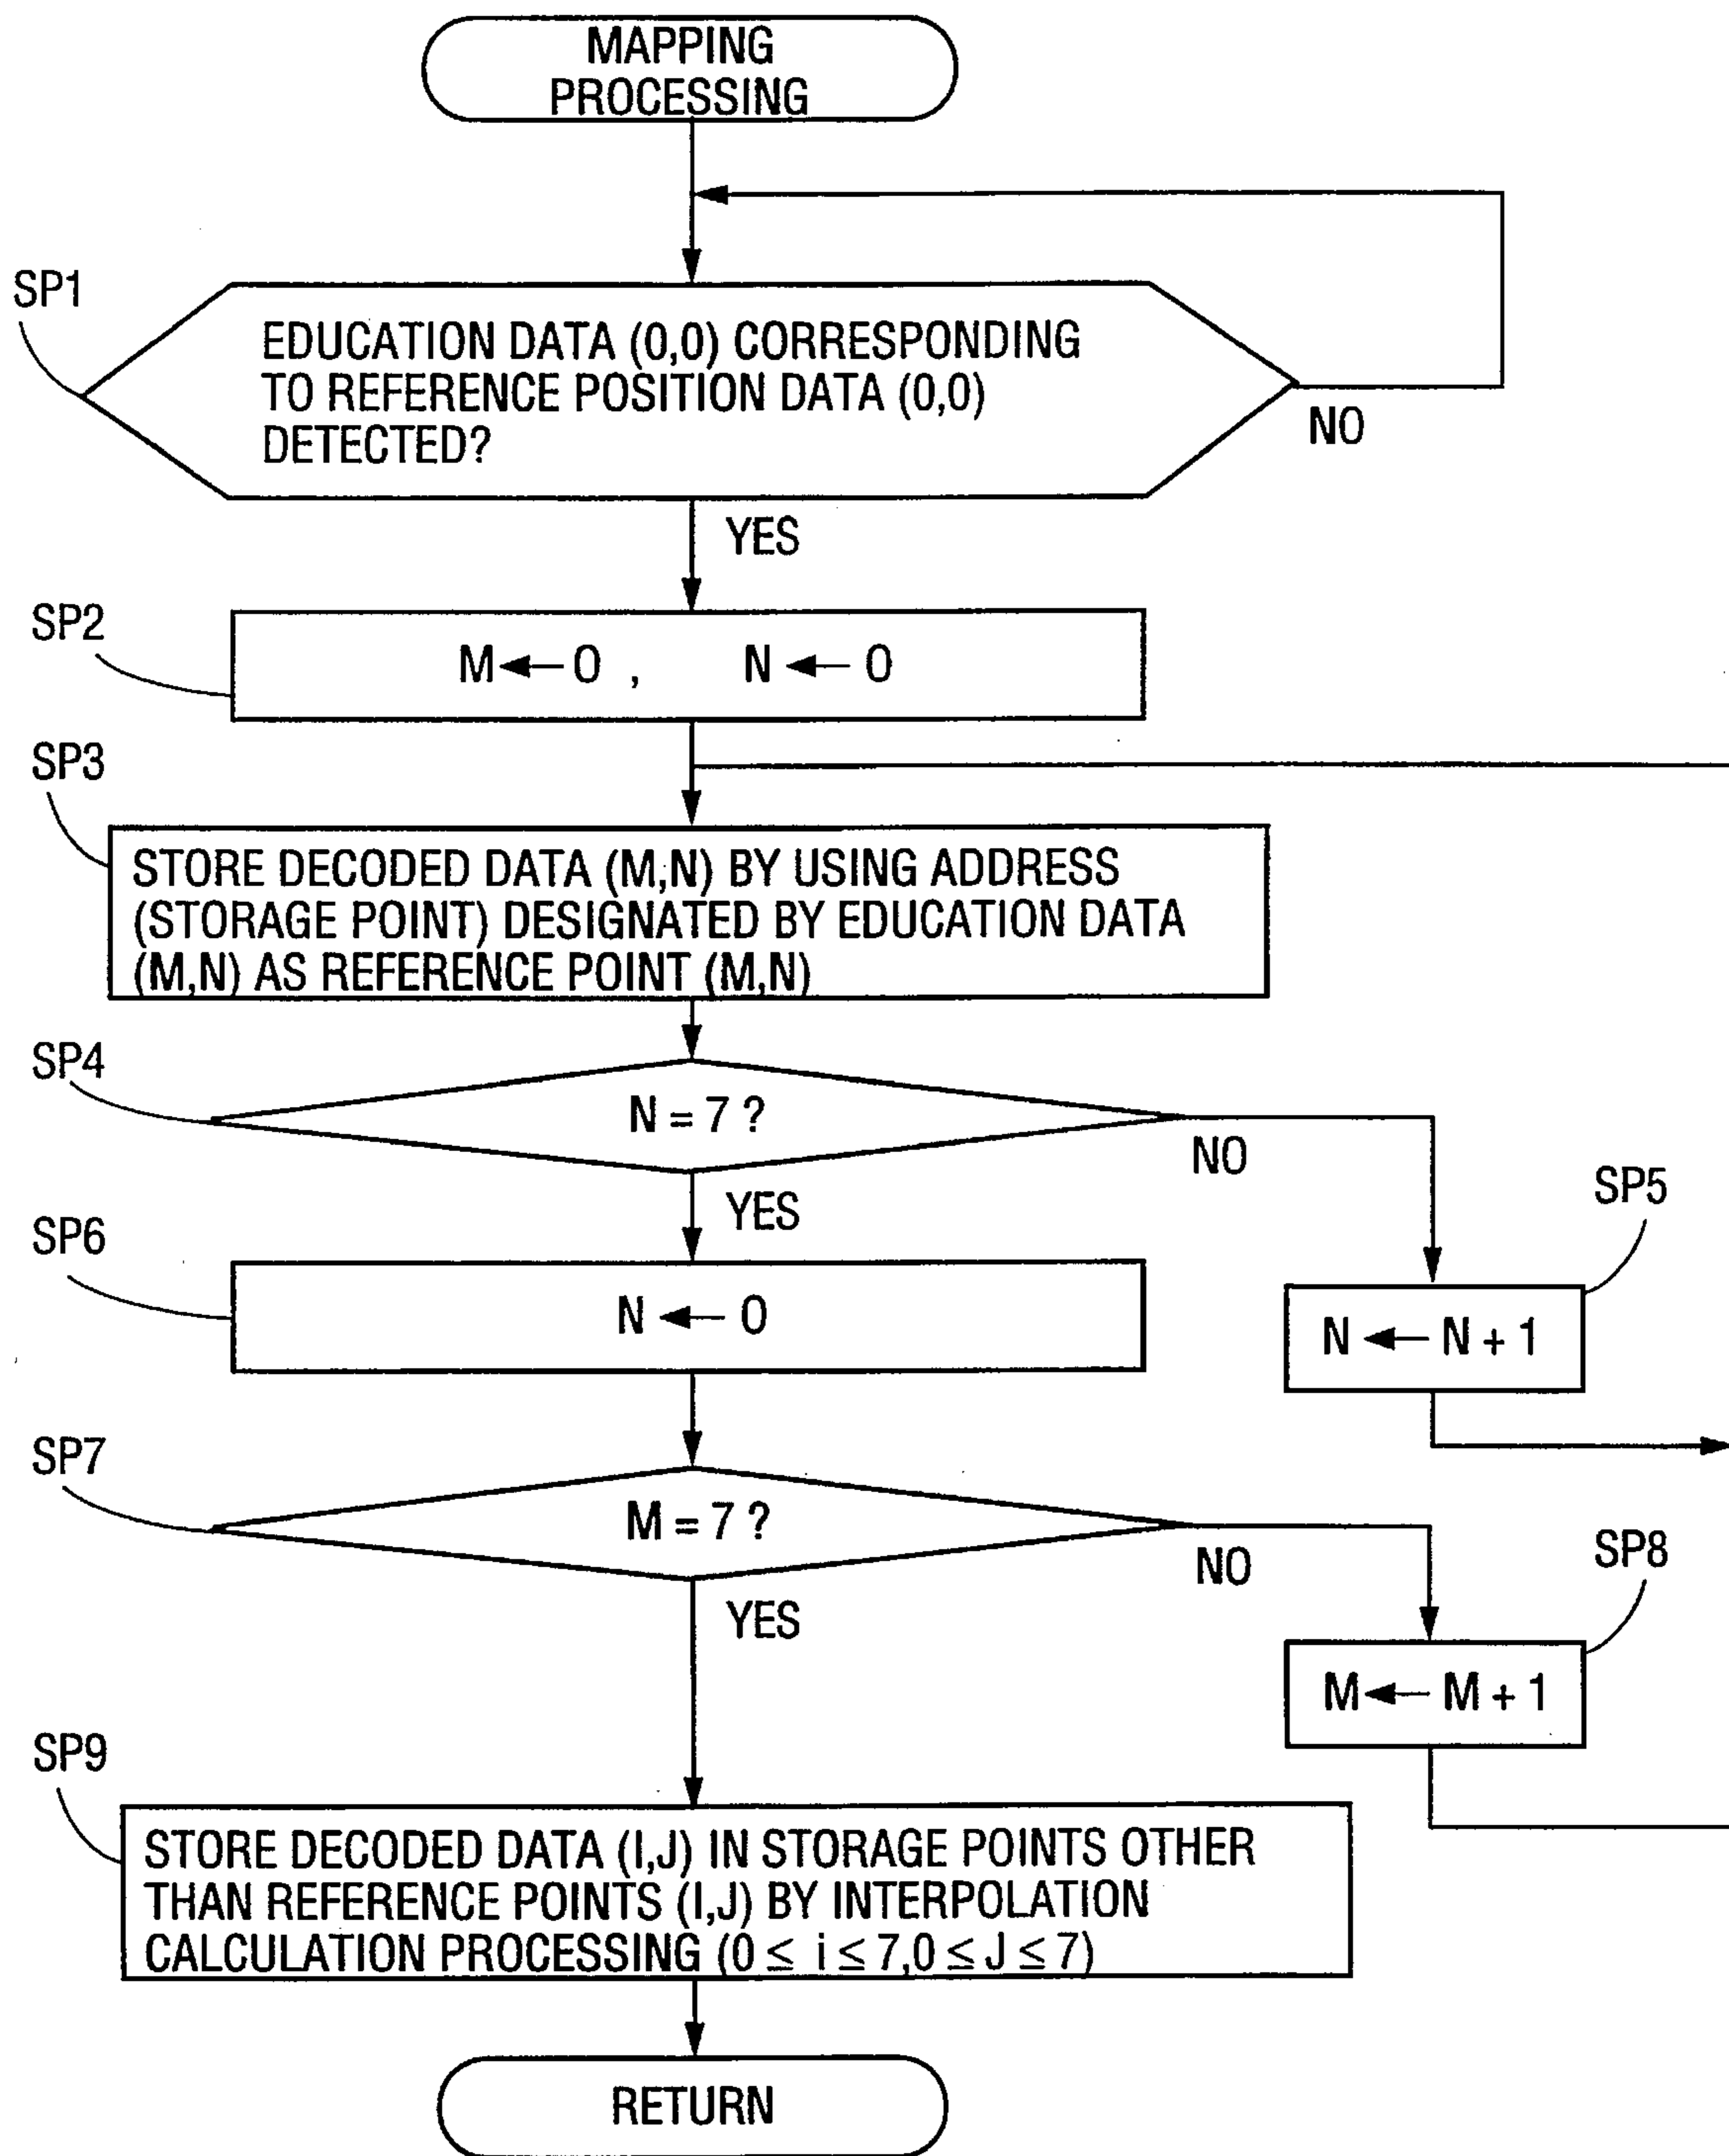 MAPPING
PROCESSING
SP1
EDUCATION DATA (0,0) CORRESPONDING
TO REFERENCE POSITION DATA (0,0)
DETECTED?
NO
YES
SP2
M ← 0 , N ← 0
SP3
STORE DECODED DATA (M,N) BY USING ADDRESS
(STORAGE POINT) DESIGNATED BY EDUCATION DATA
(M,N) AS REFERENCE POINT (M,N)
SP4
N = 7 ?
NO
YES
SP5
N ← N + 1
SP6
N ← 0
SP7
M = 7 ?
NO
YES
SP8
M ← M + 1
SP9
STORE DECODED DATA (I,J) IN STORAGE POINTS OTHER
THAN REFERENCE POINTS (I,J) BY INTERPOLATION
CALCULATION PROCESSING (0 ≤ i ≤ 7,0 ≤ J ≤ 7)
RETURN